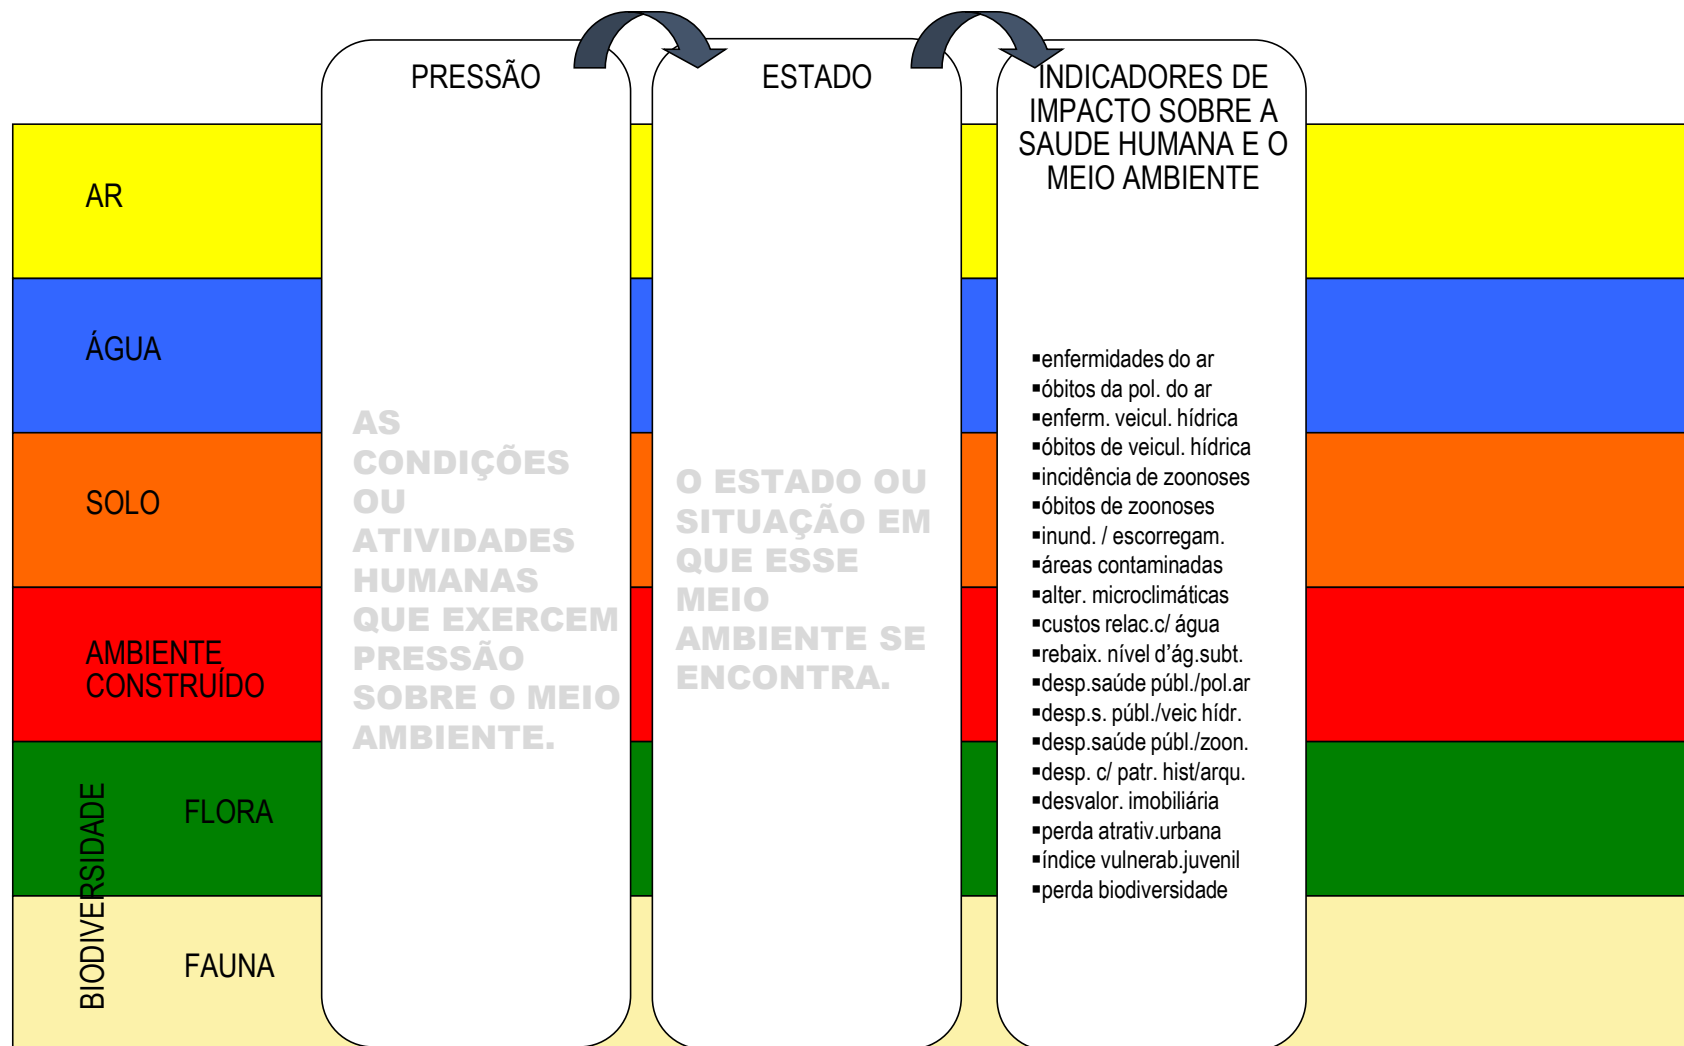 PRESSÃO
ESTADO
INDICADORES DE
IMPACTO SOBRE A
SAUDE HUMANA E O
MEIO AMBIENTE
AR
ÁGUA
SOLO
AMBIENTE
CONSTRUÍDO
BIODIVERSIDADE
FLORA
FAUNA
AS
CONDIÇÕES
OU
ATIVIDADES
HUMANAS
QUE EXERCEM
PRESSÃO
SOBRE O MEIO
AMBIENTE.
O ESTADO OU
SITUAÇÃO EM
QUE ESSE
MEIO
AMBIENTE SE
ENCONTRA.
▪enfermidades do ar
▪óbitos da pol. do ar
▪enferm. veicul. hídrica
▪óbitos de veicul. hídrica
▪incidência de zoonoses
▪óbitos de zoonoses
▪inund. / escorregam.
▪áreas contaminadas
▪alter. microclimáticas
▪custos relac.c/ água
▪rebaix. nível d’ág.subt.
▪desp.saúde públ./pol.ar
▪desp.s. públ./veic hídr.
▪desp.saúde públ./zoon.
▪desp. c/ patr. hist/arqu.
▪desvalor. imobiliária
▪perda atrativ.urbana
▪índice vulnerab.juvenil
▪perda biodiversidade